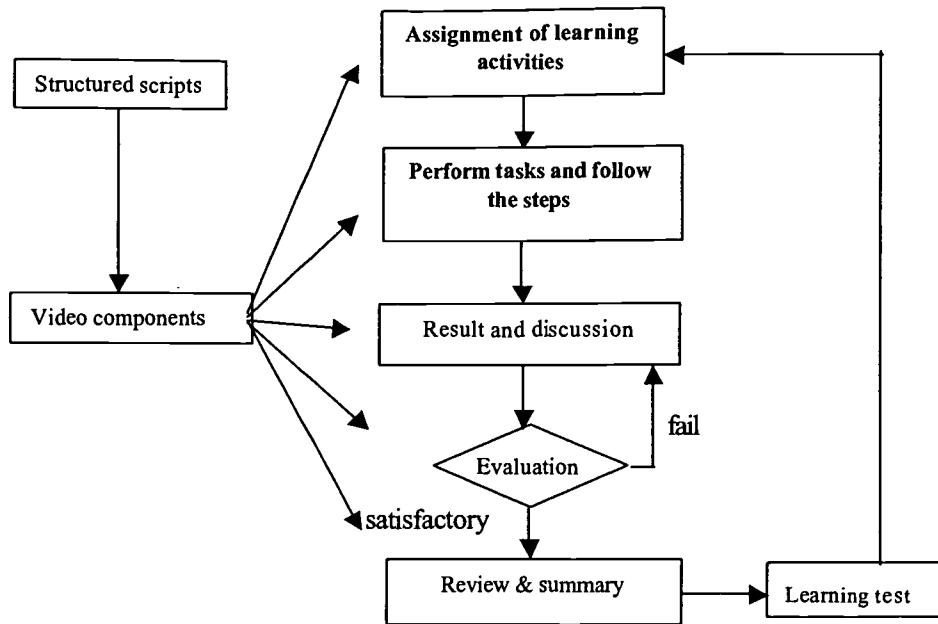 Assignment of learning
activities
Structured scripts
Perform tasks and follow
the steps
Video components
Result and discussion
fail
Evaluation
satisfactory
Review & summary
Learning test